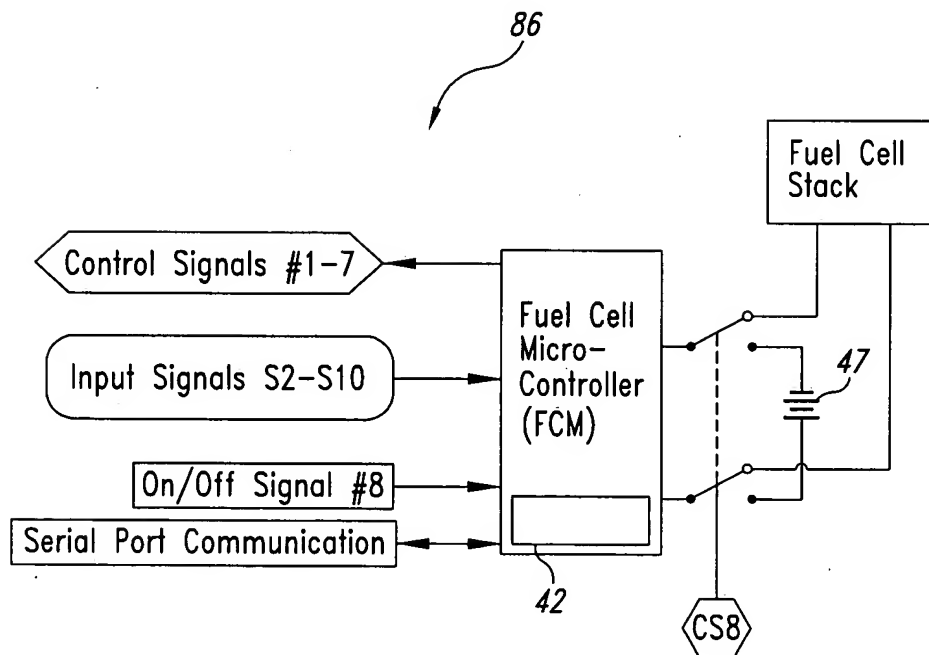 86
Fuel Cell
Stack
Control Signals #1-7
Fuel Cell
Micro-
Controller
(FCM)
Input Signals S2-S10
47
On/Off Signal #8
Serial Port Communication
42
CS8